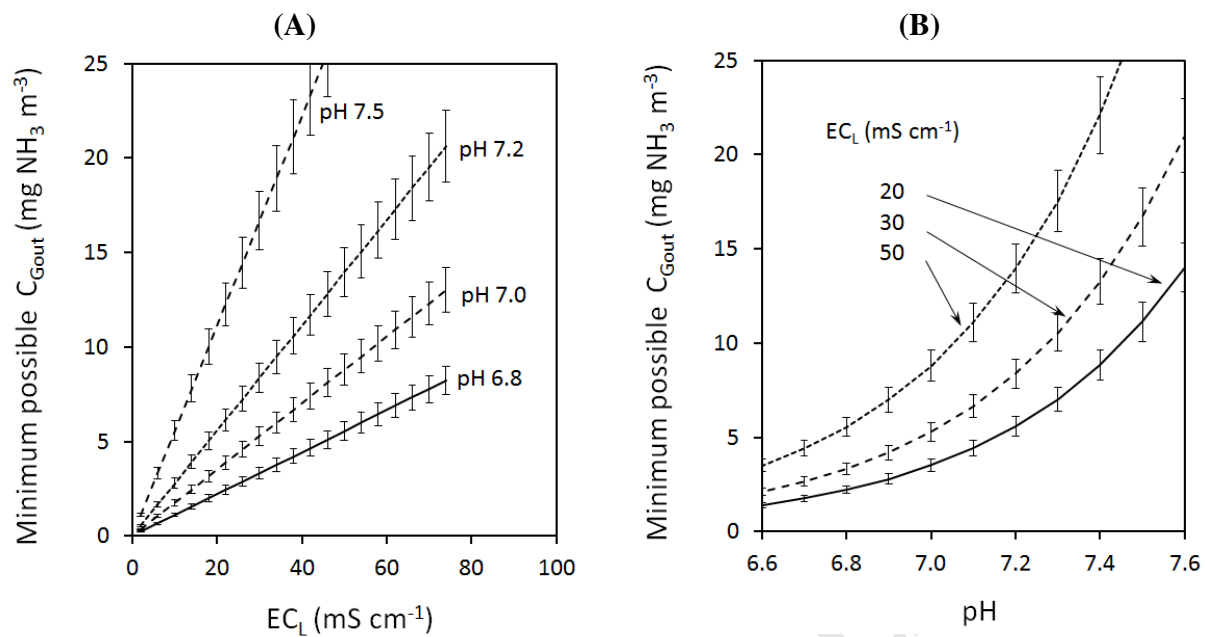 (A)
Minimum possible C_Gout (mg NH₃ m⁻³)
25
20
15
10
5
0
pH 7.5
pH 7.2
pH 7.0
pH 6.8
0 20 40 60 80 100
EC_L (mS cm⁻¹)
(B)
Minimum possible C_Gout (mg NH₃ m⁻³)
25
20
15
10
5
0
EC_L (mS cm⁻¹)
20
30
50
6.6 6.8 7.0 7.2 7.4 7.6
pH